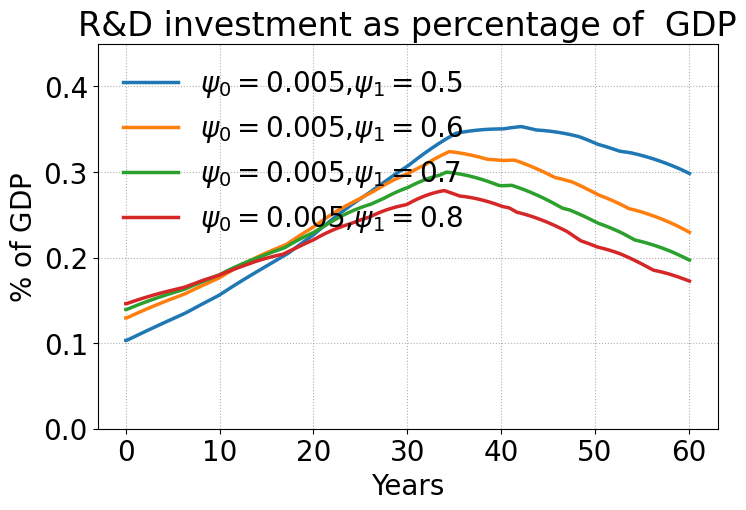 R&D investment as percentage of  GDP
% of GDP
0.4
0.3
0.2
0.1
0.0
ψ₀ = 0.005,ψ₁ = 0.5
ψ₀ = 0.005,ψ₁ = 0.6
ψ₀ = 0.005,ψ₁ = 0.7
ψ₀ = 0.005,ψ₁ = 0.8
0 10 20 30 40 50 60
Years